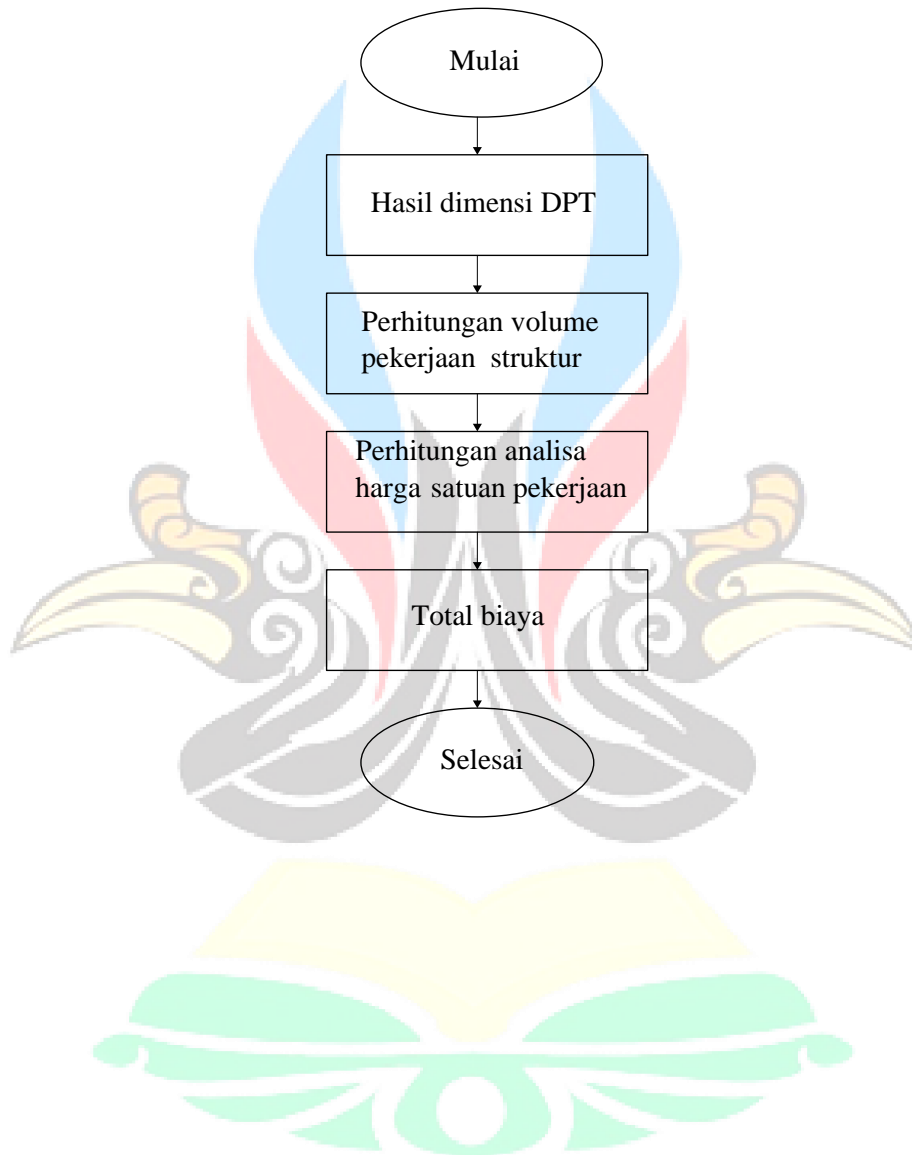 Mulai
Hasil dimensi DPT
Perhitungan volume
pekerjaan struktur
Perhitungan analisa
harga satuan pekerjaan
Total biaya
Selesai